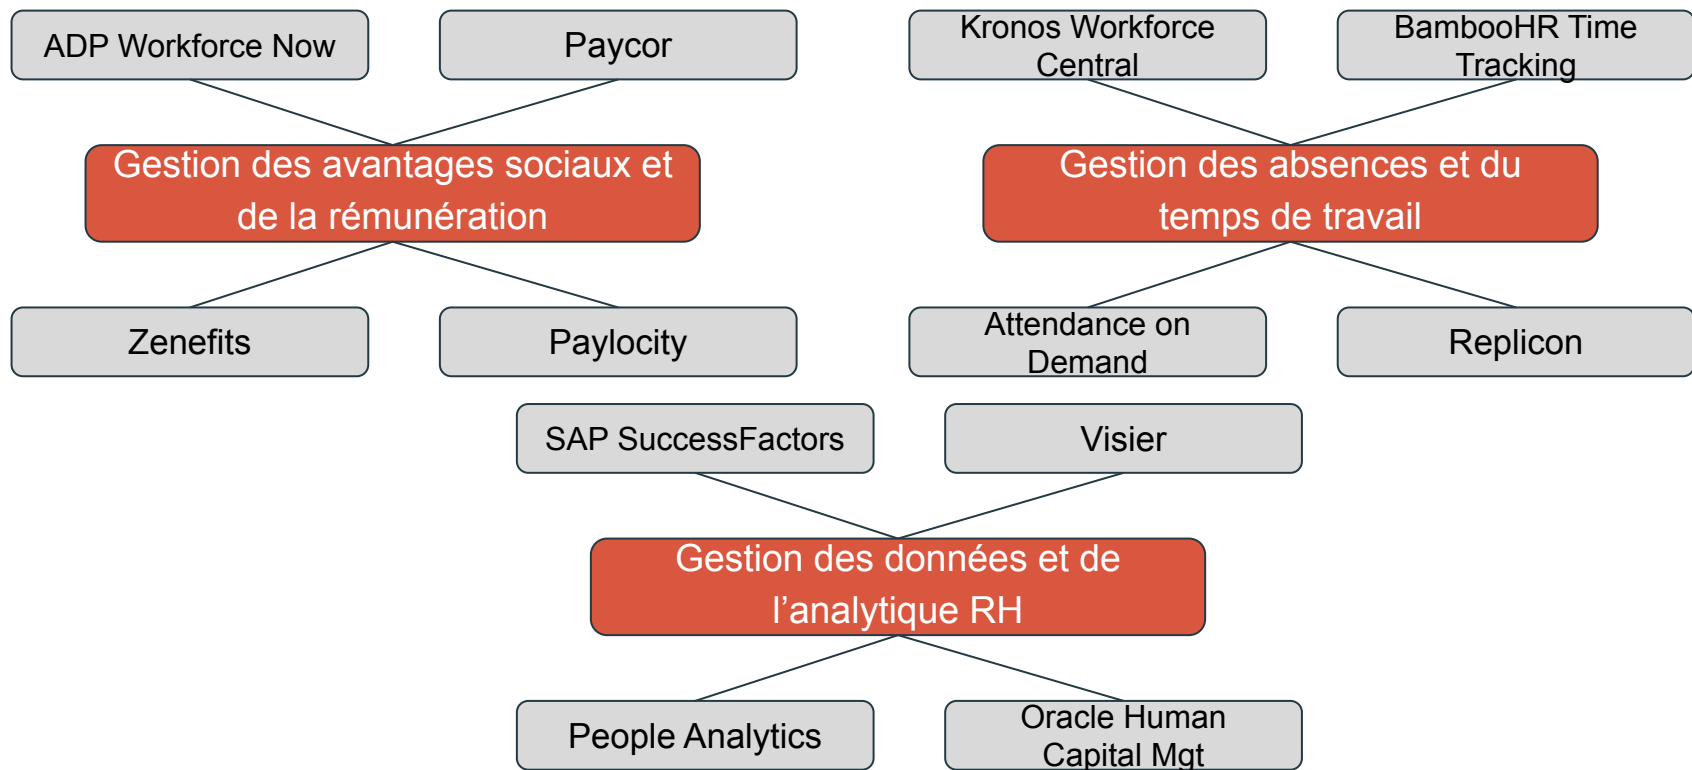 ADP Workforce Now
Paycor
Gestion des avantages sociaux et
de la rémunération
Zenefits
Paylocity
Kronos Workforce
Central
BambooHR Time
Tracking
Gestion des absences et du
temps de travail
Attendance on
Demand
Replicon
SAP SuccessFactors
Visier
Gestion des données et de
l’analytique RH
People Analytics
Oracle Human
Capital Mgt